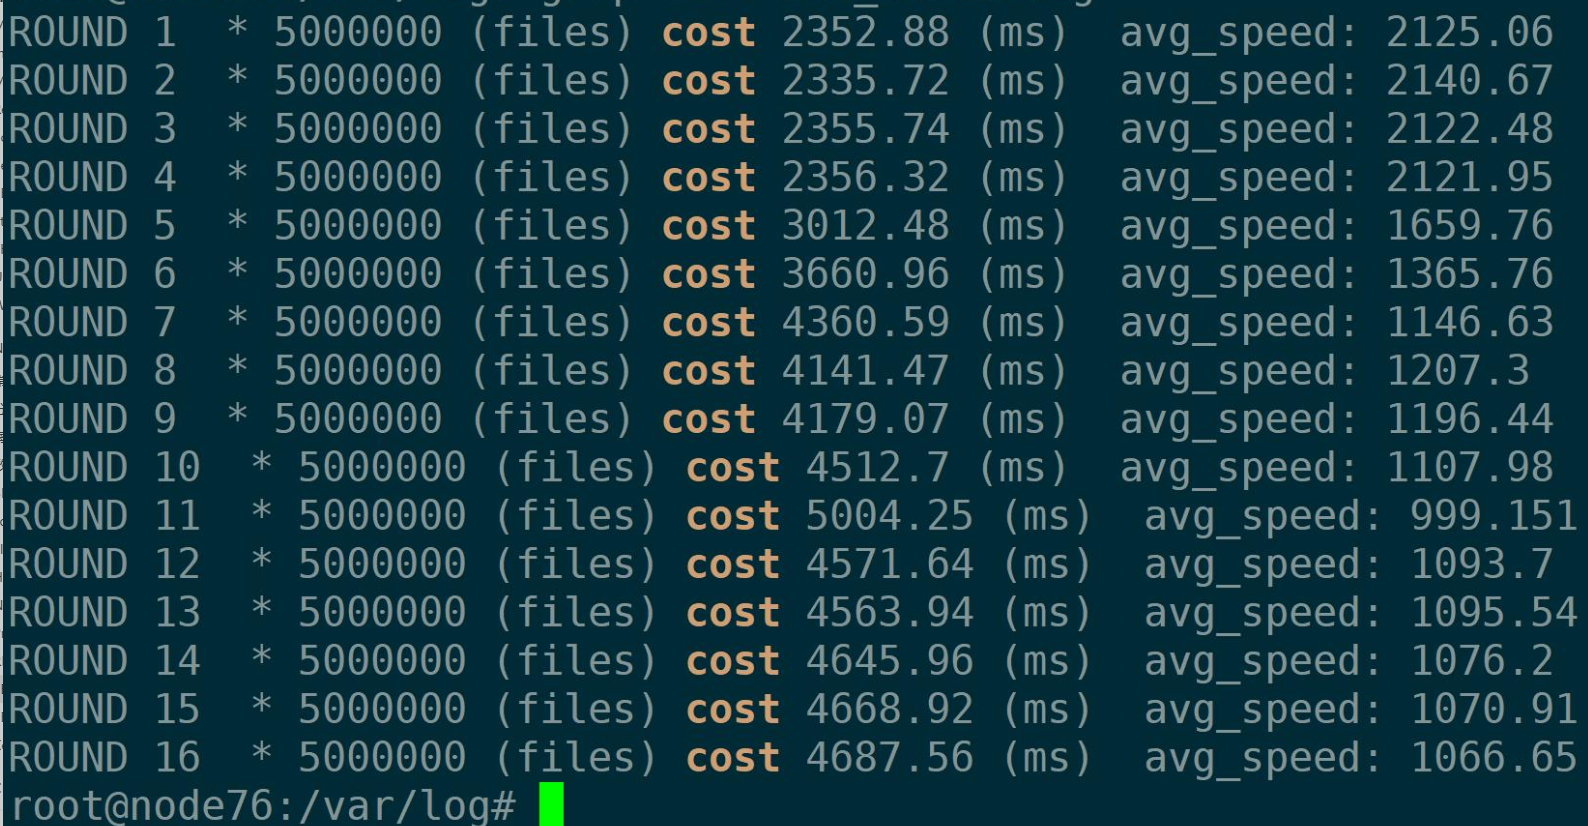 ROUND 1  * 5000000 (files) cost 2352.88 (ms)  avg_speed: 2125.06
ROUND 2  * 5000000 (files) cost 2335.72 (ms)  avg_speed: 2140.67
ROUND 3  * 5000000 (files) cost 2355.74 (ms)  avg_speed: 2122.48
ROUND 4  * 5000000 (files) cost 2356.32 (ms)  avg_speed: 2121.95
ROUND 5  * 5000000 (files) cost 3012.48 (ms)  avg_speed: 1659.76
ROUND 6  * 5000000 (files) cost 3660.96 (ms)  avg_speed: 1365.76
ROUND 7  * 5000000 (files) cost 4360.59 (ms)  avg_speed: 1146.63
ROUND 8  * 5000000 (files) cost 4141.47 (ms)  avg_speed: 1207.3
ROUND 9  * 5000000 (files) cost 4179.07 (ms)  avg_speed: 1196.44
ROUND 10  * 5000000 (files) cost 4512.7 (ms)  avg_speed: 1107.98
ROUND 11  * 5000000 (files) cost 5004.25 (ms)  avg_speed: 999.151
ROUND 12  * 5000000 (files) cost 4571.64 (ms)  avg_speed: 1093.7
ROUND 13  * 5000000 (files) cost 4563.94 (ms)  avg_speed: 1095.54
ROUND 14  * 5000000 (files) cost 4645.96 (ms)  avg_speed: 1076.2
ROUND 15  * 5000000 (files) cost 4668.92 (ms)  avg_speed: 1070.91
ROUND 16  * 5000000 (files) cost 4687.56 (ms)  avg_speed: 1066.65
root@node76:/var/log#